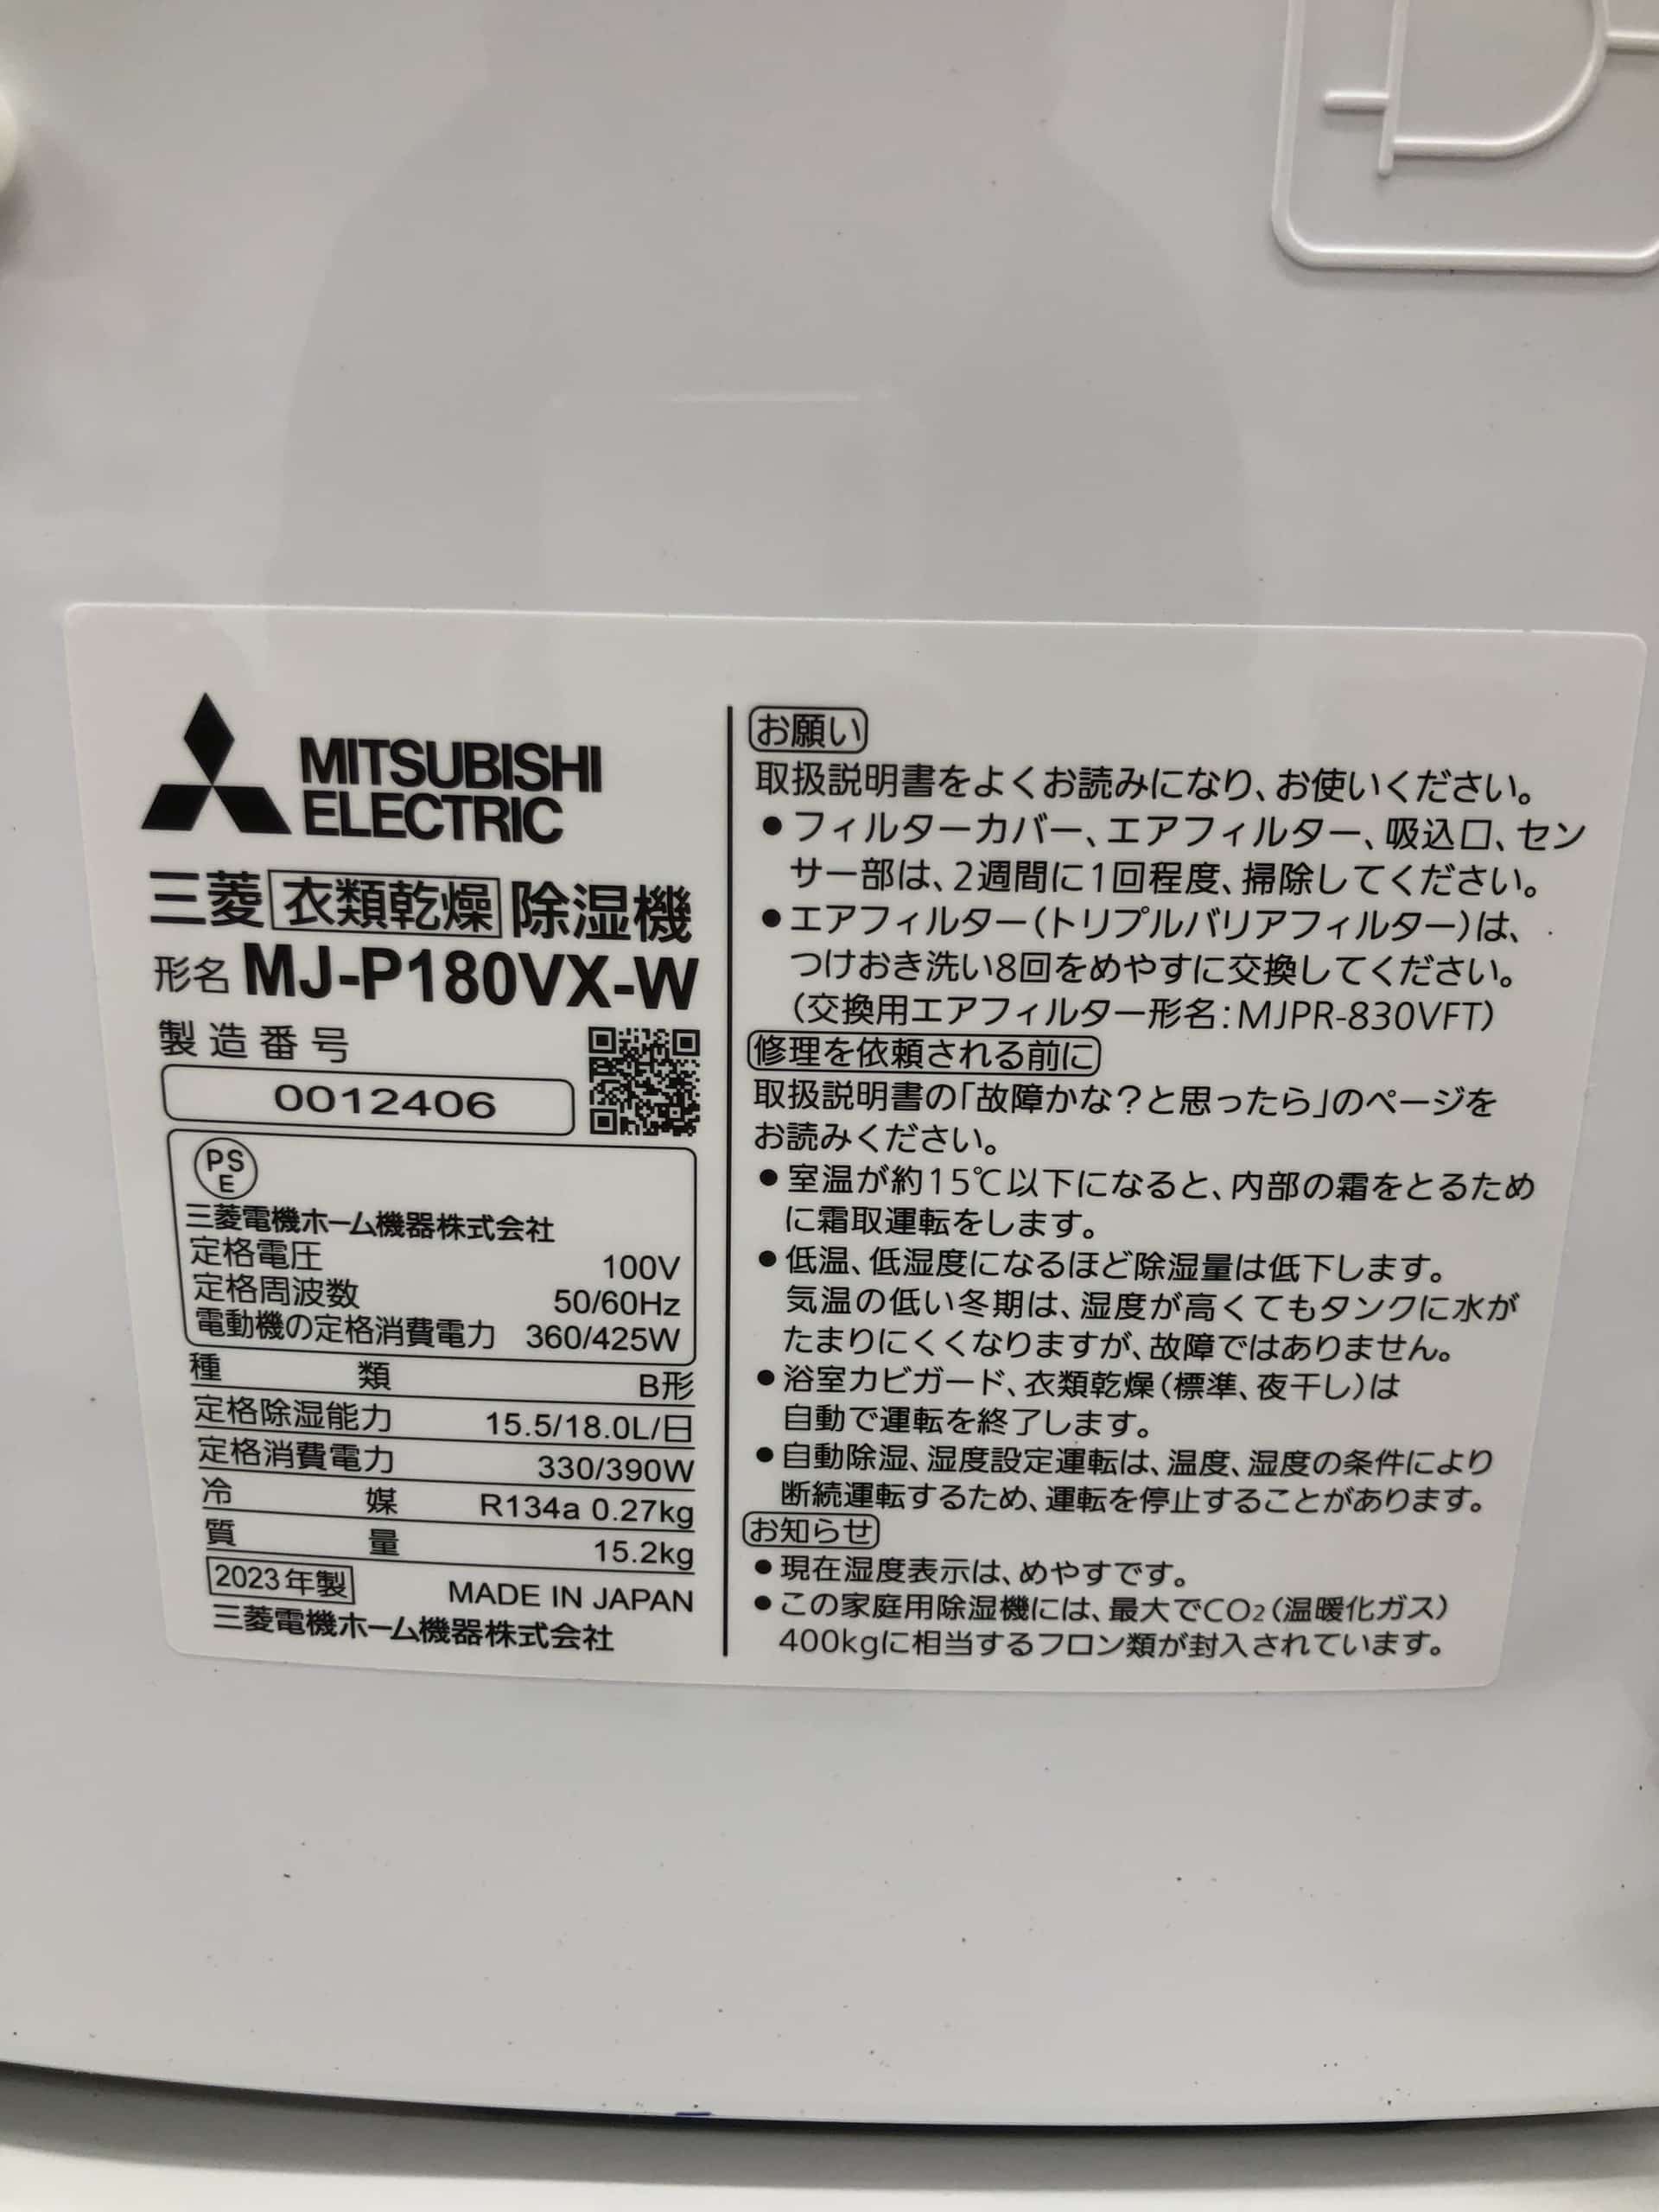 MITSUBISHI
ELECTRIC
三菱 衣類乾燥 除湿機
形名 MJ-P180VX-W
製造番号
0012406
PS
E
三菱電機ホーム機器株式会社
定格電圧 100V
定格周波数 50/60Hz
電動機の定格消費電力 360/425W
種類 B形
定格除湿能力 15.5/18.0L/日
定格消費電力 330/390W
冷媒 R134a 0.27kg
質量 15.2kg
2023年製 MADE IN JAPAN
三菱電機ホーム機器株式会社
お願い
取扱説明書をよくお読みになり、お使いください。
●フィルターカバー、エアフィルター、吸込口、セン
サー部は、2週間に1回程度、掃除してください。
●エアフィルター(トリプルバリアフィルター)は、
つけおき洗い8回をめやすに交換してください。
(交換用エアフィルター形名:MJPR-830VFT)
修理を依頼される前に
取扱説明書の「故障かな?と思ったら」のページを
お読みください。
●室温が約15℃以下になると、内部の霜をとるため
に霜取運転をします。
●低温、低湿度になるほど除湿量は低下します。
気温の低い冬期は、湿度が高くてもタンクに水が
たまりにくくなりますが、故障ではありません。
●浴室カビガード、衣類乾燥(標準、夜干し)は
自動で運転を終了します。
●自動除湿、湿度設定運転は、温度、湿度の条件により
断続運転するため、運転を停止することがあります。
お知らせ
●現在湿度表示は、めやすです。
●この家庭用除湿機には、最大でCO2(温暖化ガス)
400kgに相当するフロン類が封入されています。